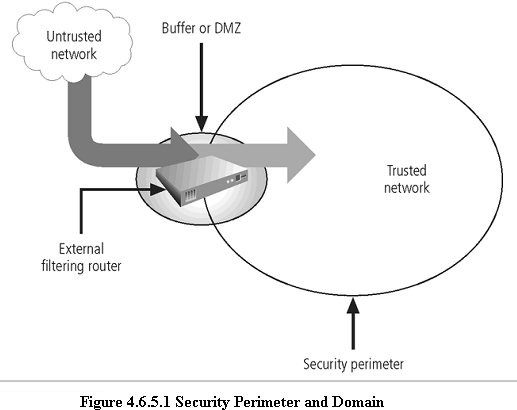 Untrusted
network
Buffer or DMZ
Trusted
network
External
filtering router
Security perimeter
Figure 4.6.5.1 Security Perimeter and Domain